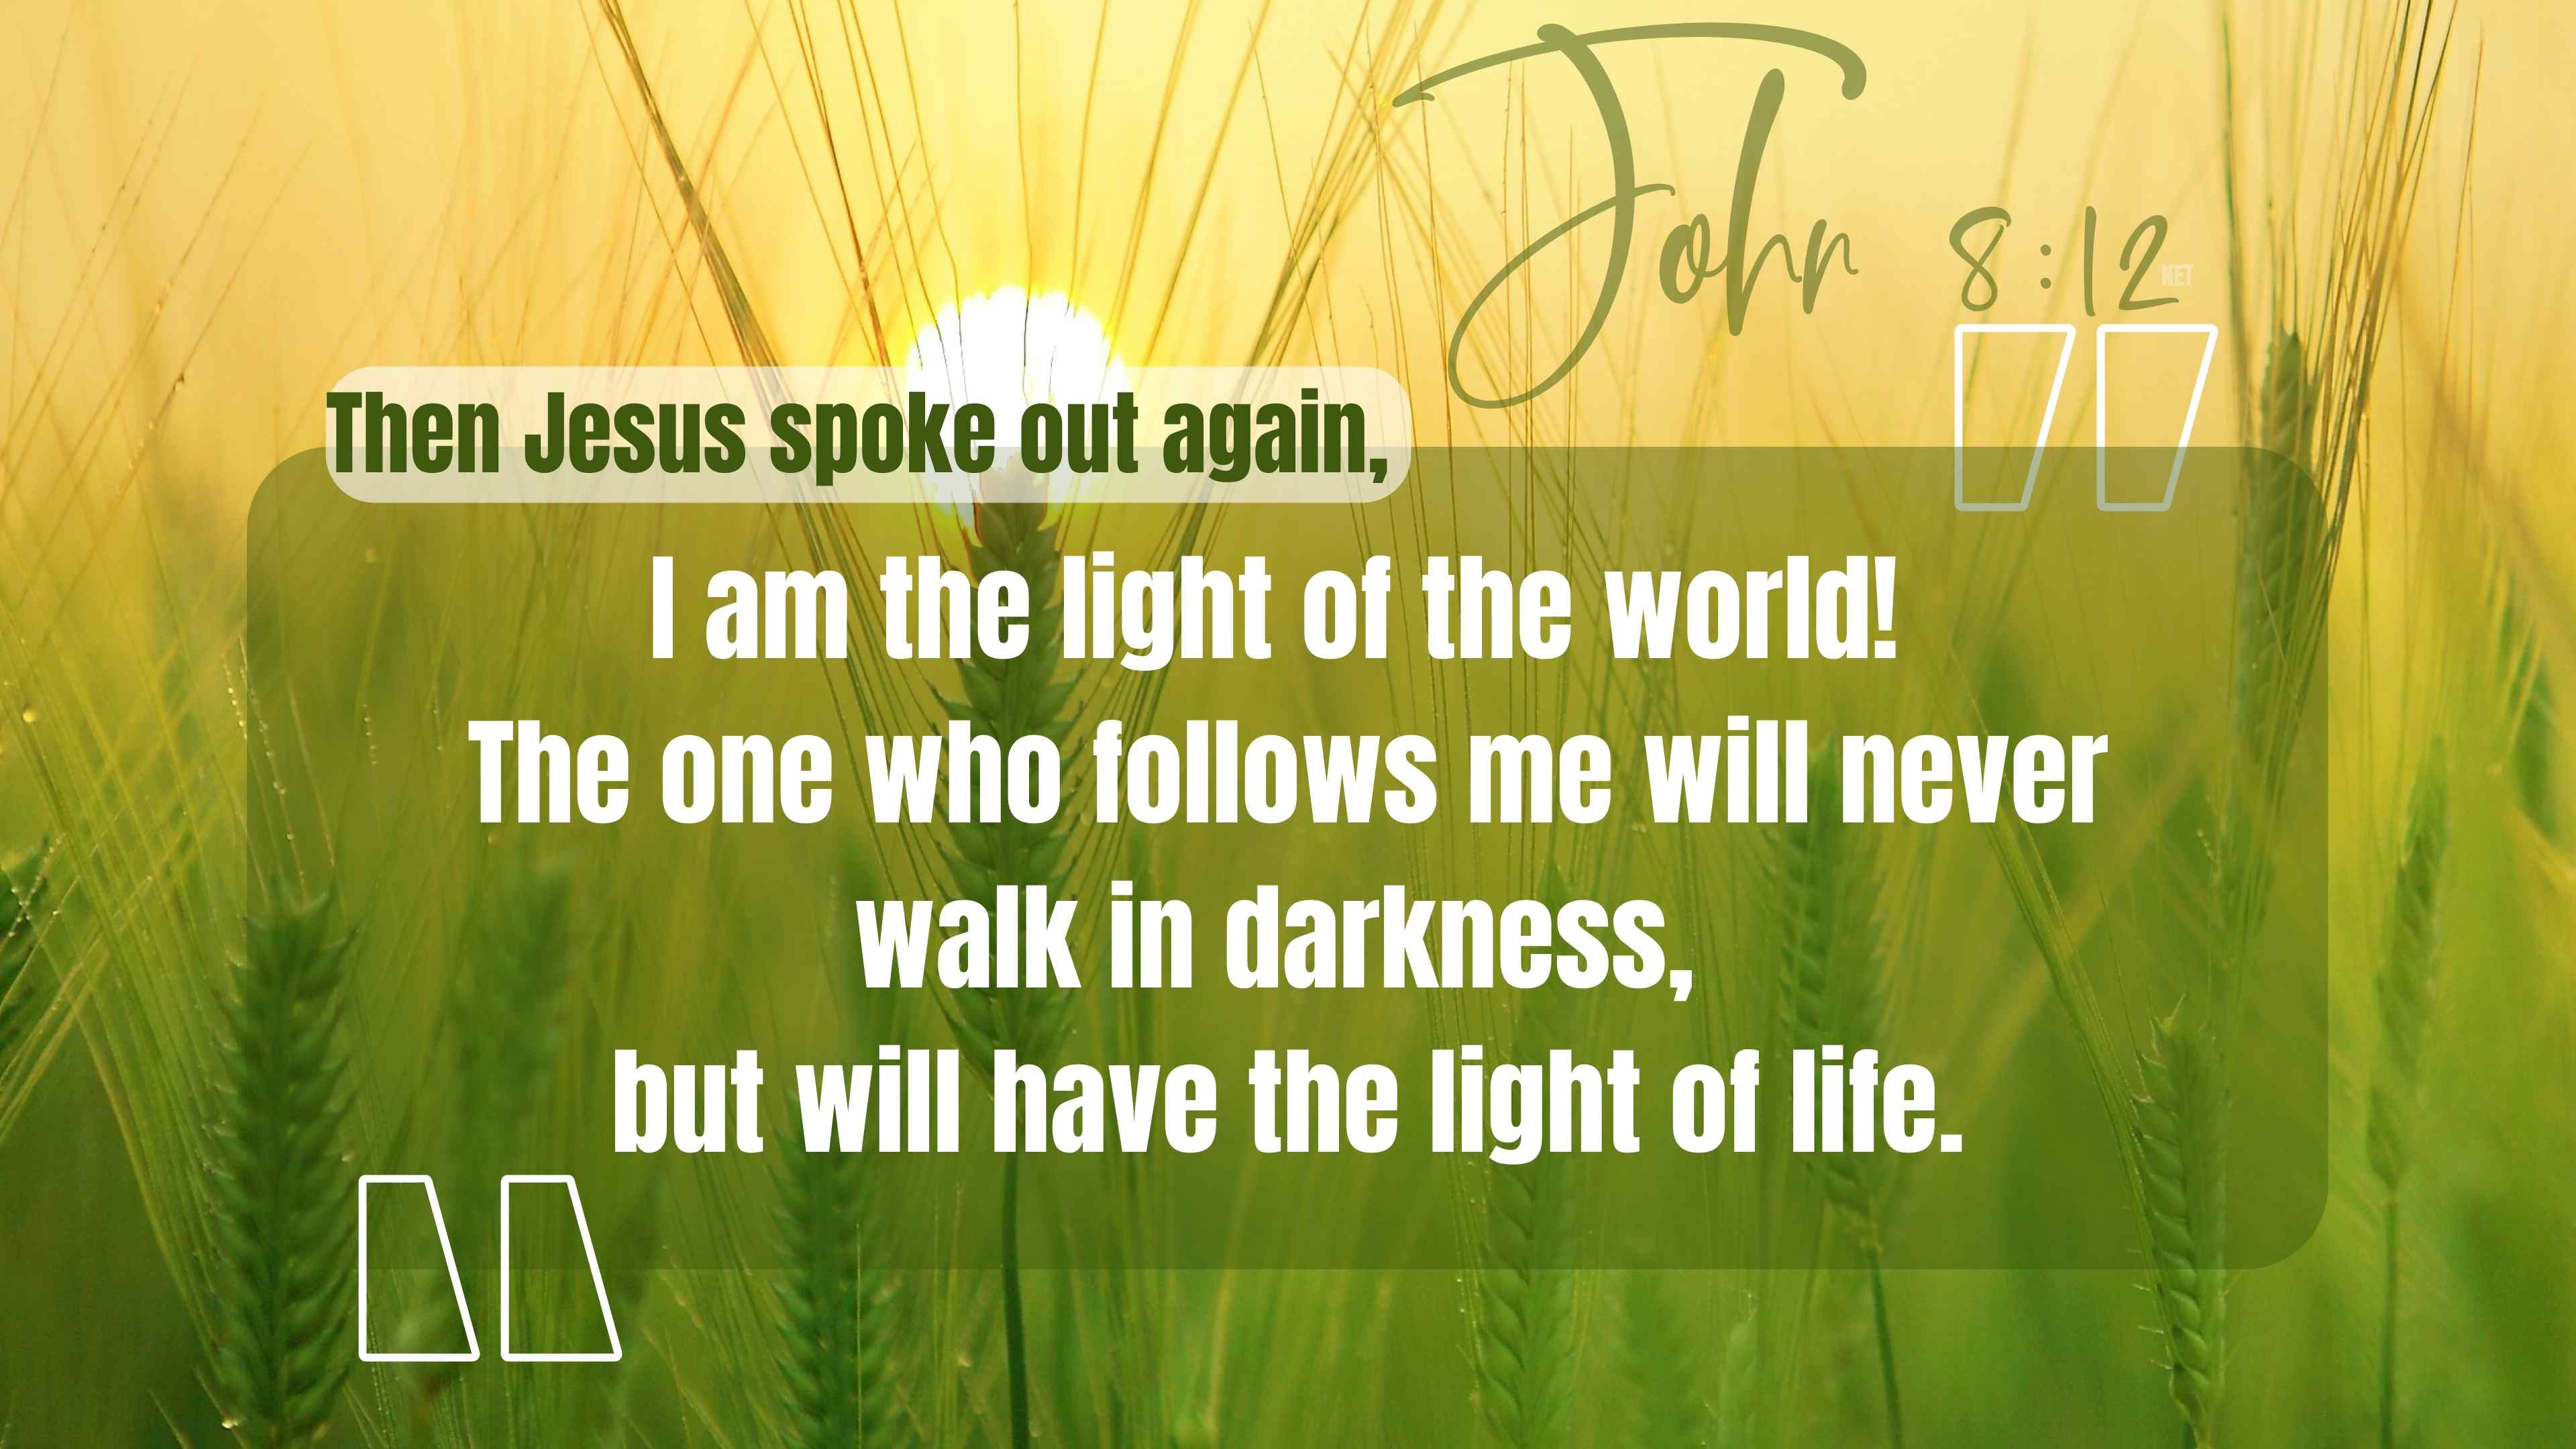 John 8:12
NET
Then Jesus spoke out again,
I am the light of the world!
The one who follows me will never
walk in darkness,
but will have the light of life.